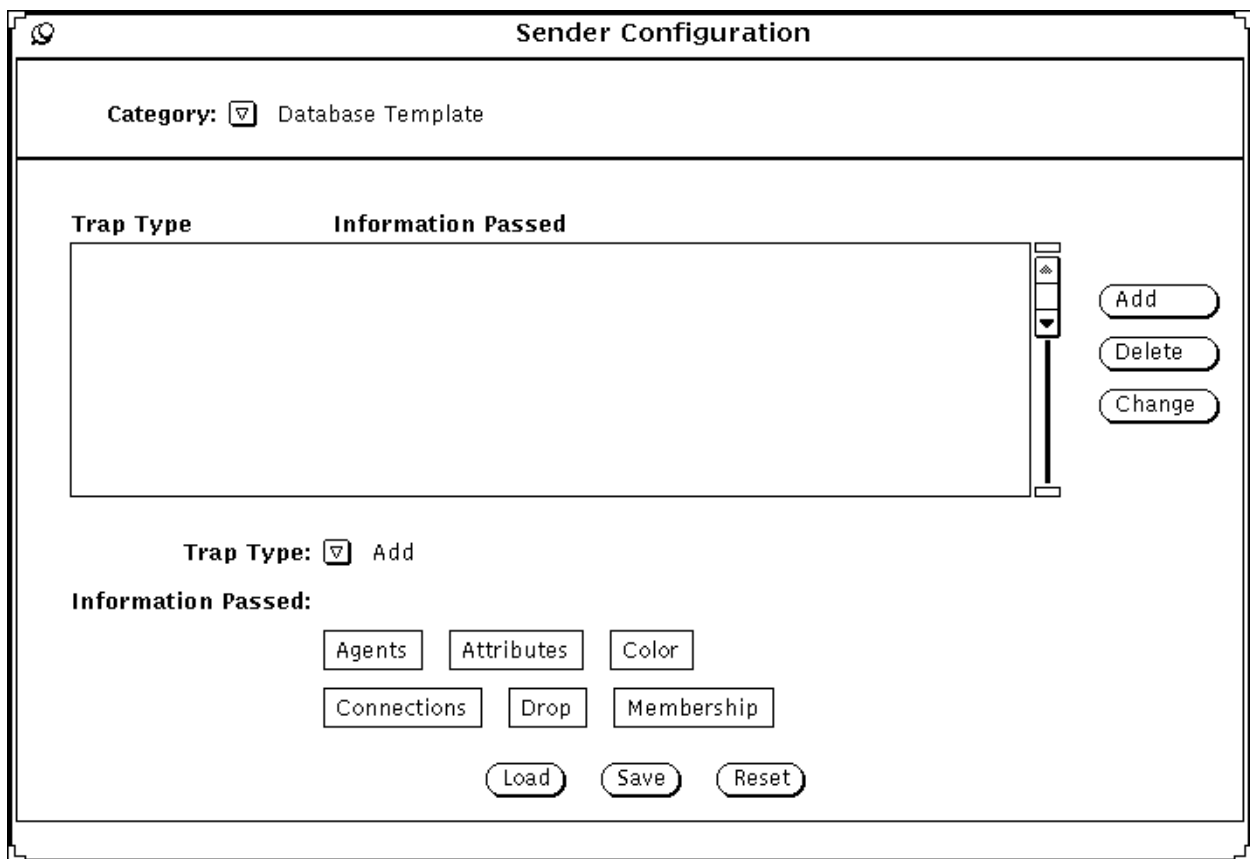 Sender Configuration
Category: Database Template
Trap Type Information Passed
Add
Delete
Change
Trap Type: Add
Information Passed:
Agents Attributes Color
Connections Drop Membership
Load Save Reset